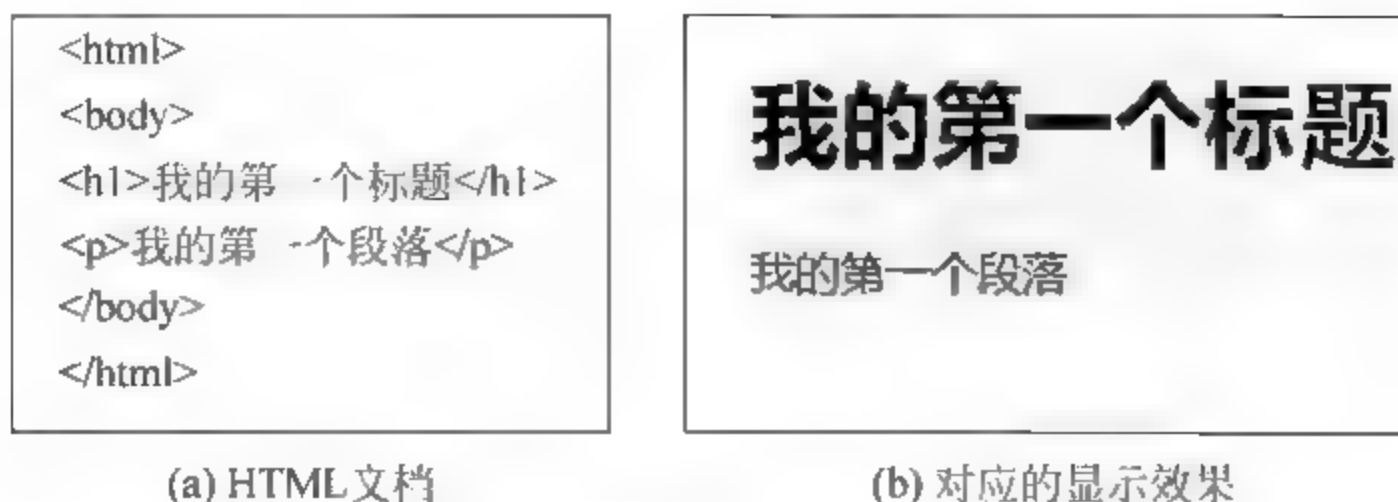 <html>
<body>
<h1>我的第一个标题</h1>
<p>我的第一个段落</p>
</body>
</html>
(a) HTML文档
我的第一个标题
我的第一个段落
(b) 对应的显示效果